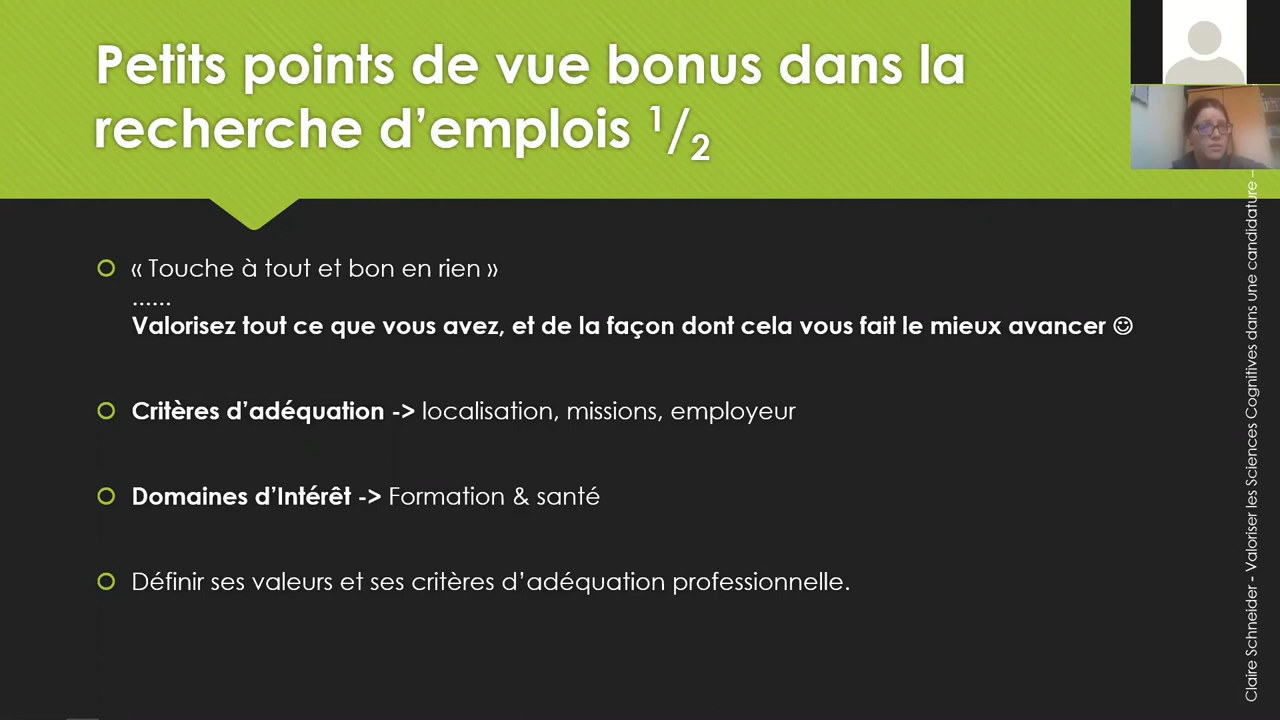 Petits points de vue bonus dans la
recherche d’emplois ¹/₂
« Touche à tout et bon en rien »
......
Valorisez tout ce que vous avez, et de la façon dont cela vous fait le mieux avancer ☺
Critères d’adéquation -> localisation, missions, employeur
Domaines d’Intérêt -> Formation & santé
Définir ses valeurs et ses critères d’adéquation professionnelle.
Claire Schneider - Valoriser les Sciences Cognitives dans une candidature –